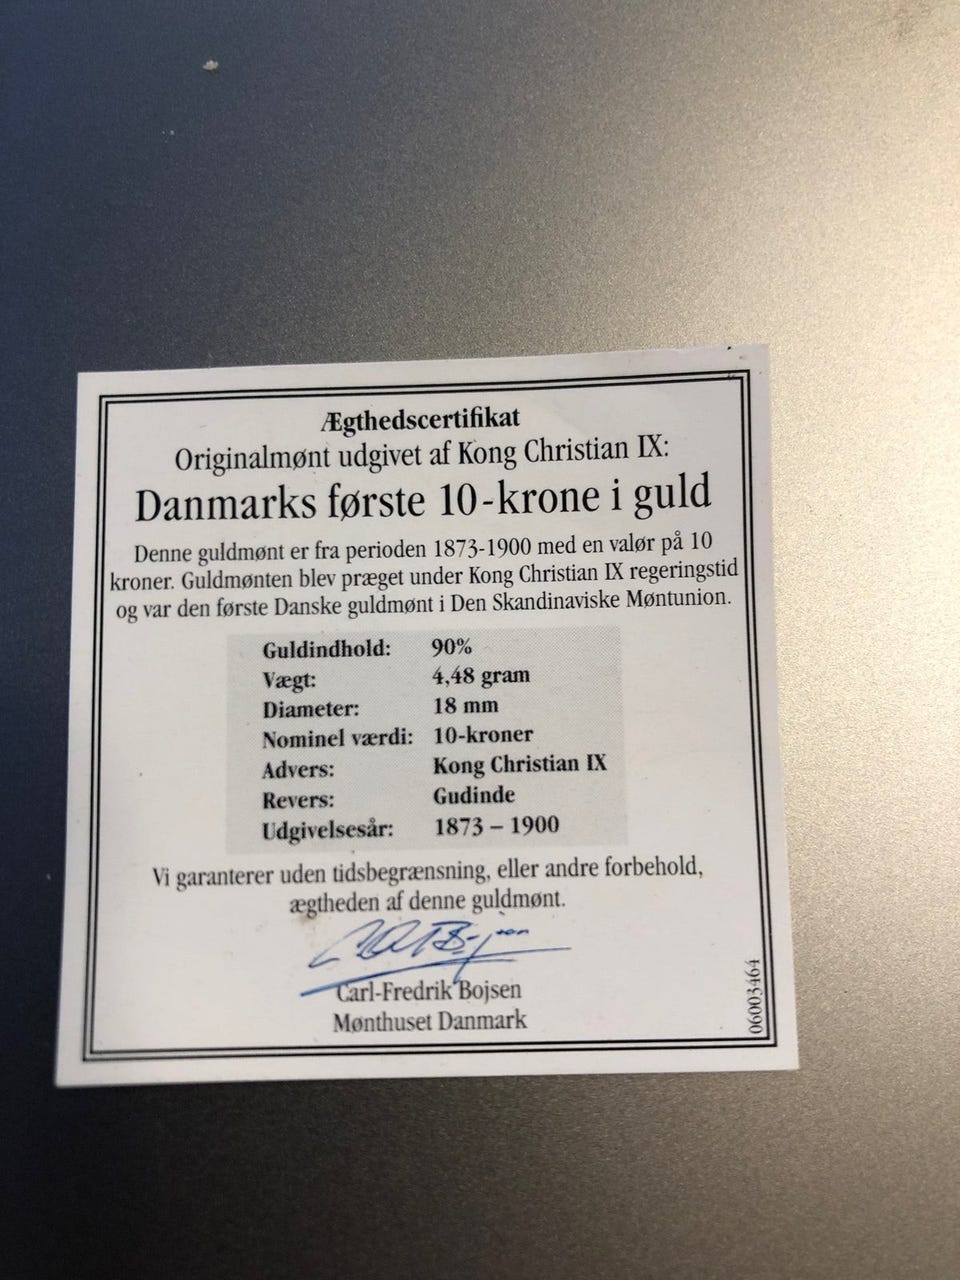 Ægthedscertifikat
Originalmønt udgivet af Kong Christian IX:
Danmarks første 10-krone i guld
Denne guldmønt er fra perioden 1873-1900 med en valør på 10
kroner. Guldmønten blev præget under Kong Christian IX regeringstid
og var den første Danske guldmønt i Den Skandinaviske Møntunion.
Guldindhold: 90%
Vægt: 4,48 gram
Diameter: 18 mm
Nominel værdi: 10-kroner
Advers: Kong Christian IX
Revers: Gudinde
Udgivelsesår: 1873 – 1900
Vi garanterer uden tidsbegrænsning, eller andre forbehold,
ægtheden af denne guldmønt.
Carl-Fredrik Bojsen
Mønthuset Danmark
06003464